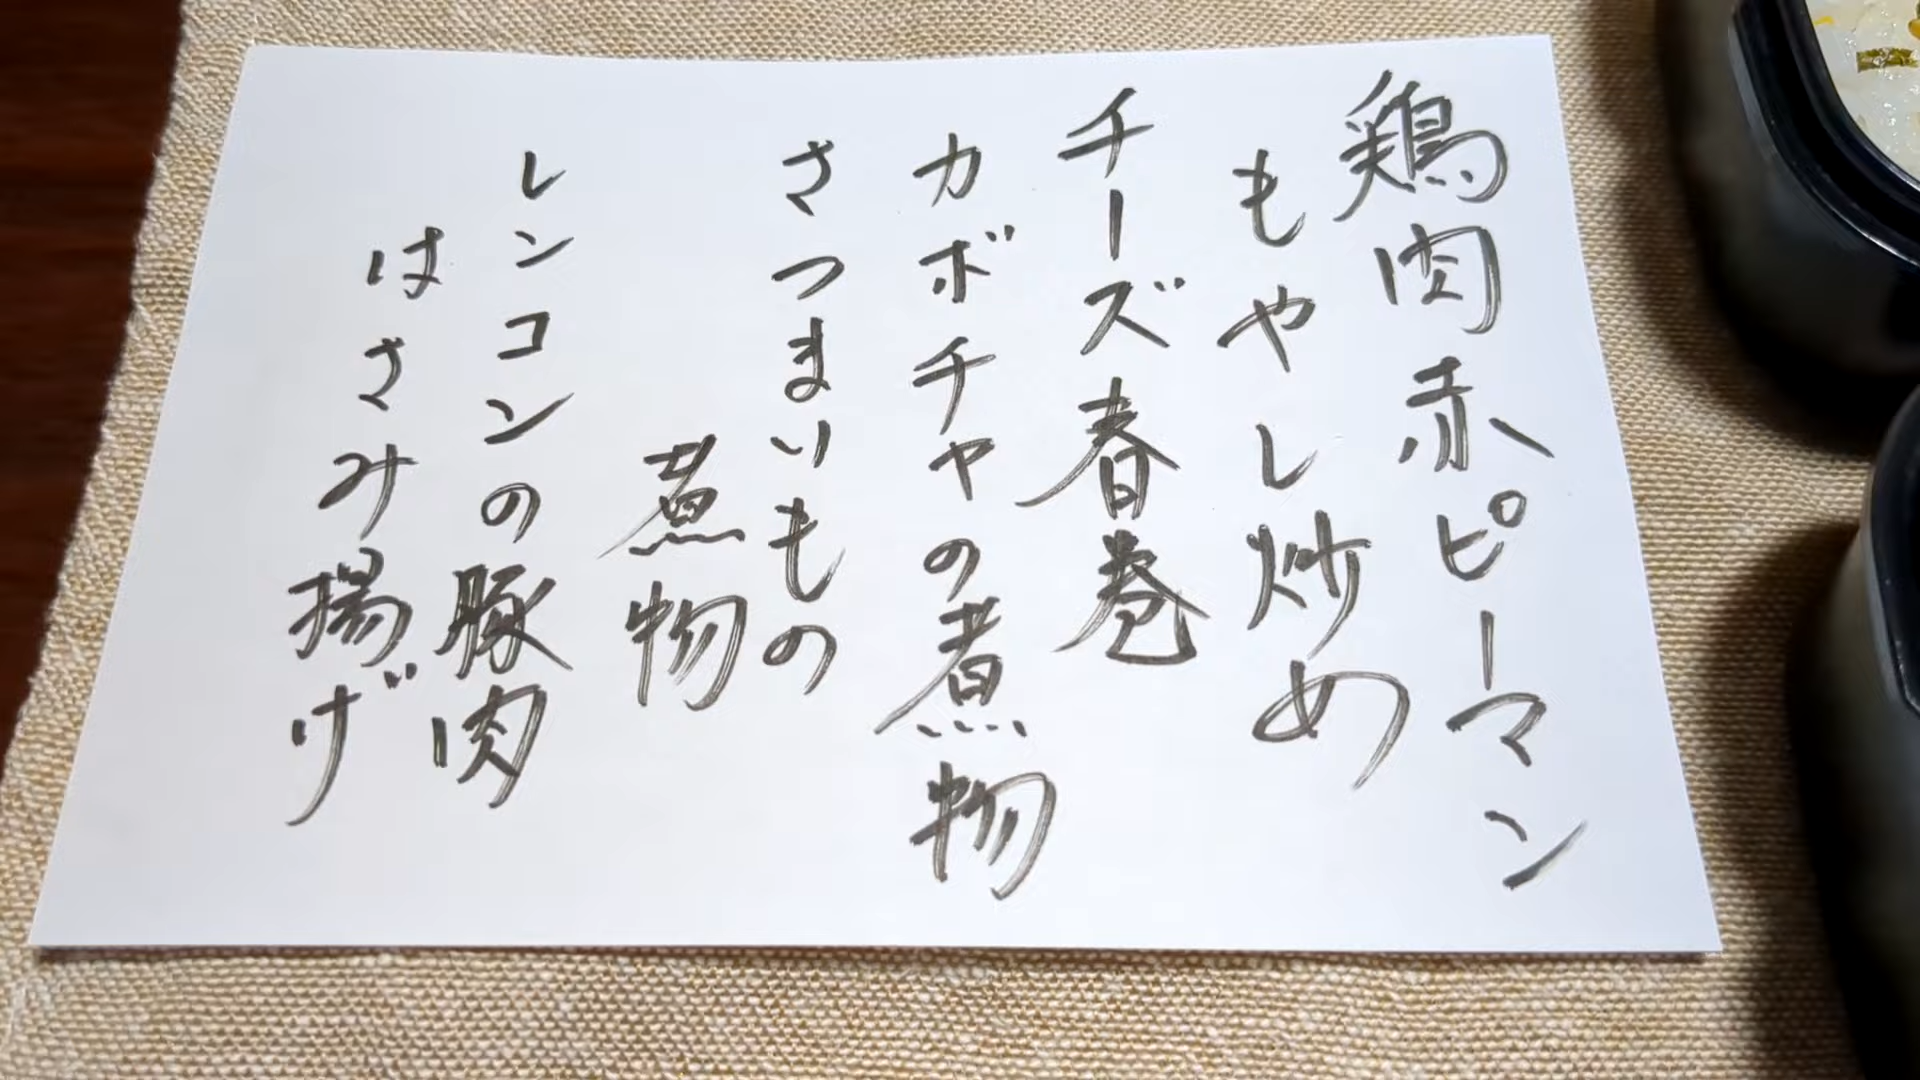 鶏肉赤ピーマン
もやし炒め
チーズ春巻
カボチャの煮物
さつまいもの
煮物
レンコンの豚肉
はさみ揚げ